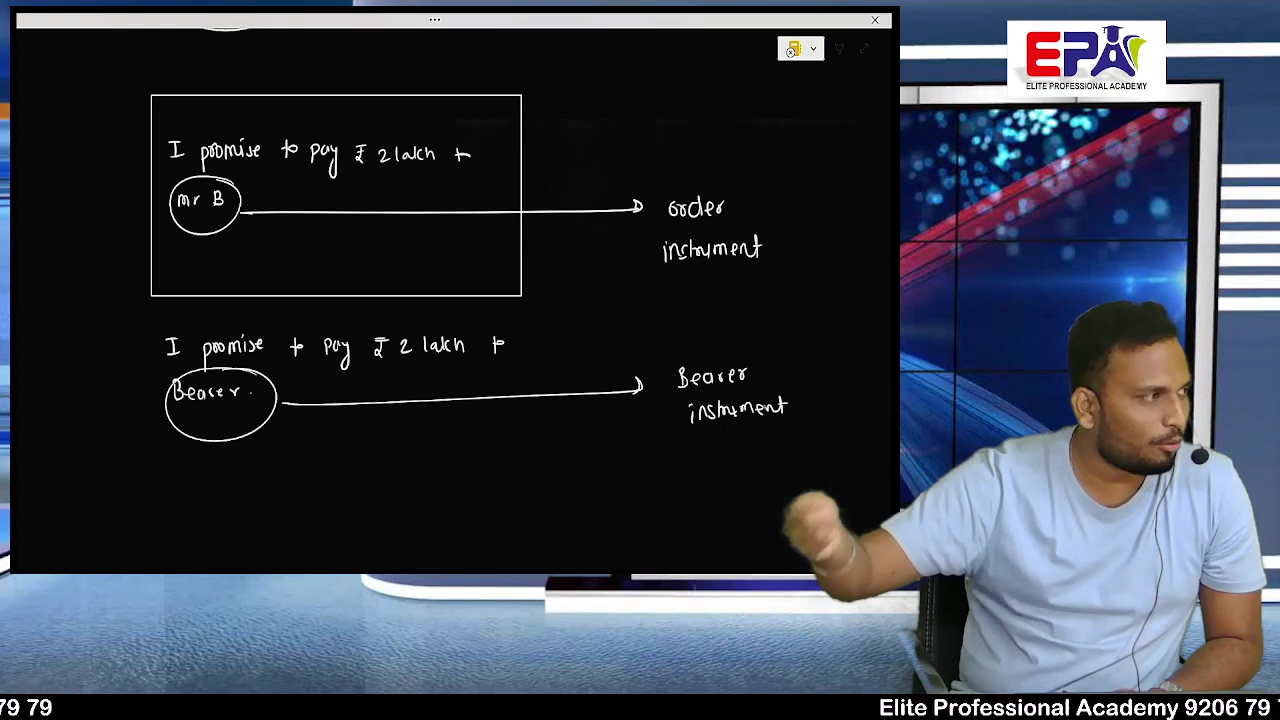 EPA
ELITE PROFESSIONAL ACADEMY
I promise to pay ₹ 2 lakh to
mr B
order
instrument
I promise to pay ₹ 2 lakh to
Bearer.
Bearer
instrument
79 79
Elite Professional Academy 9206 79 7